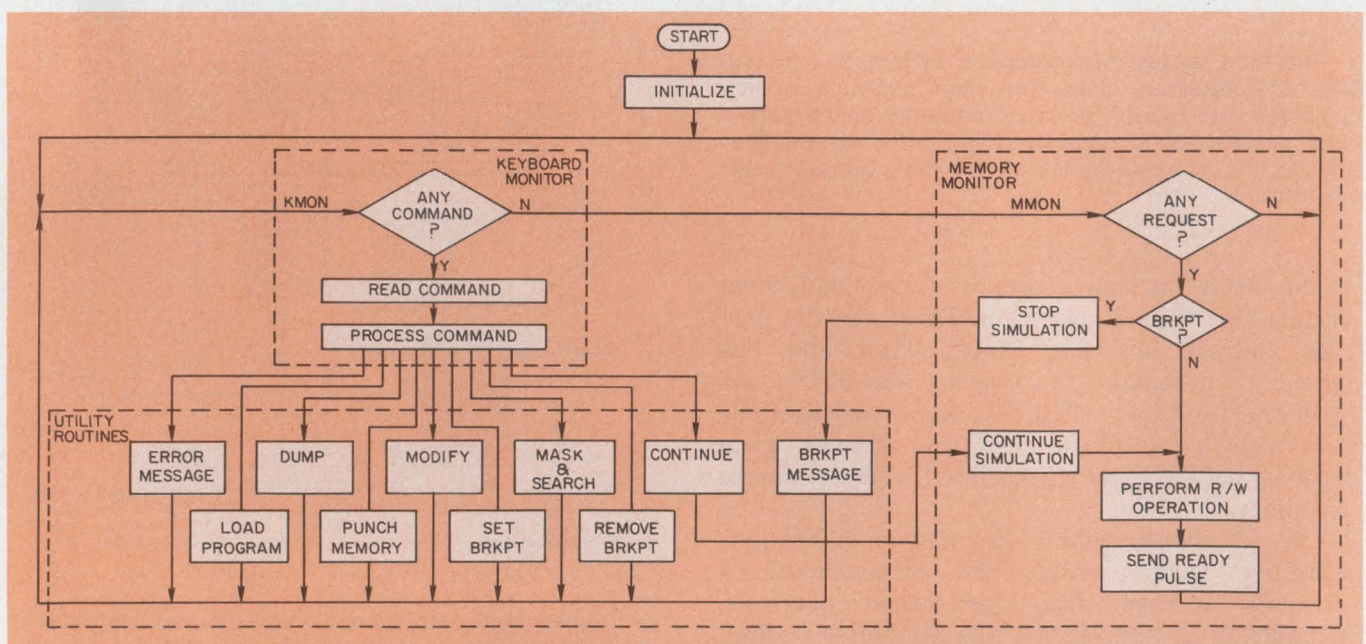 START
INITIALIZE
KEYBOARD
MONITOR
MEMORY
MONITOR
KMON
ANY
COMMAND
?
N
MMON
ANY
REQUEST
?
N
Y
Y
READ COMMAND
STOP
SIMULATION
Y
BRKPT
?
PROCESS COMMAND
N
UTILITY
ROUTINES
ERROR
MESSAGE
DUMP
MODIFY
MASK
&
SEARCH
CONTINUE
BRKPT
MESSAGE
CONTINUE
SIMULATION
LOAD
PROGRAM
PUNCH
MEMORY
SET
BRKPT
REMOVE
BRKPT
PERFORM R/W
OPERATION
SEND READY
PULSE